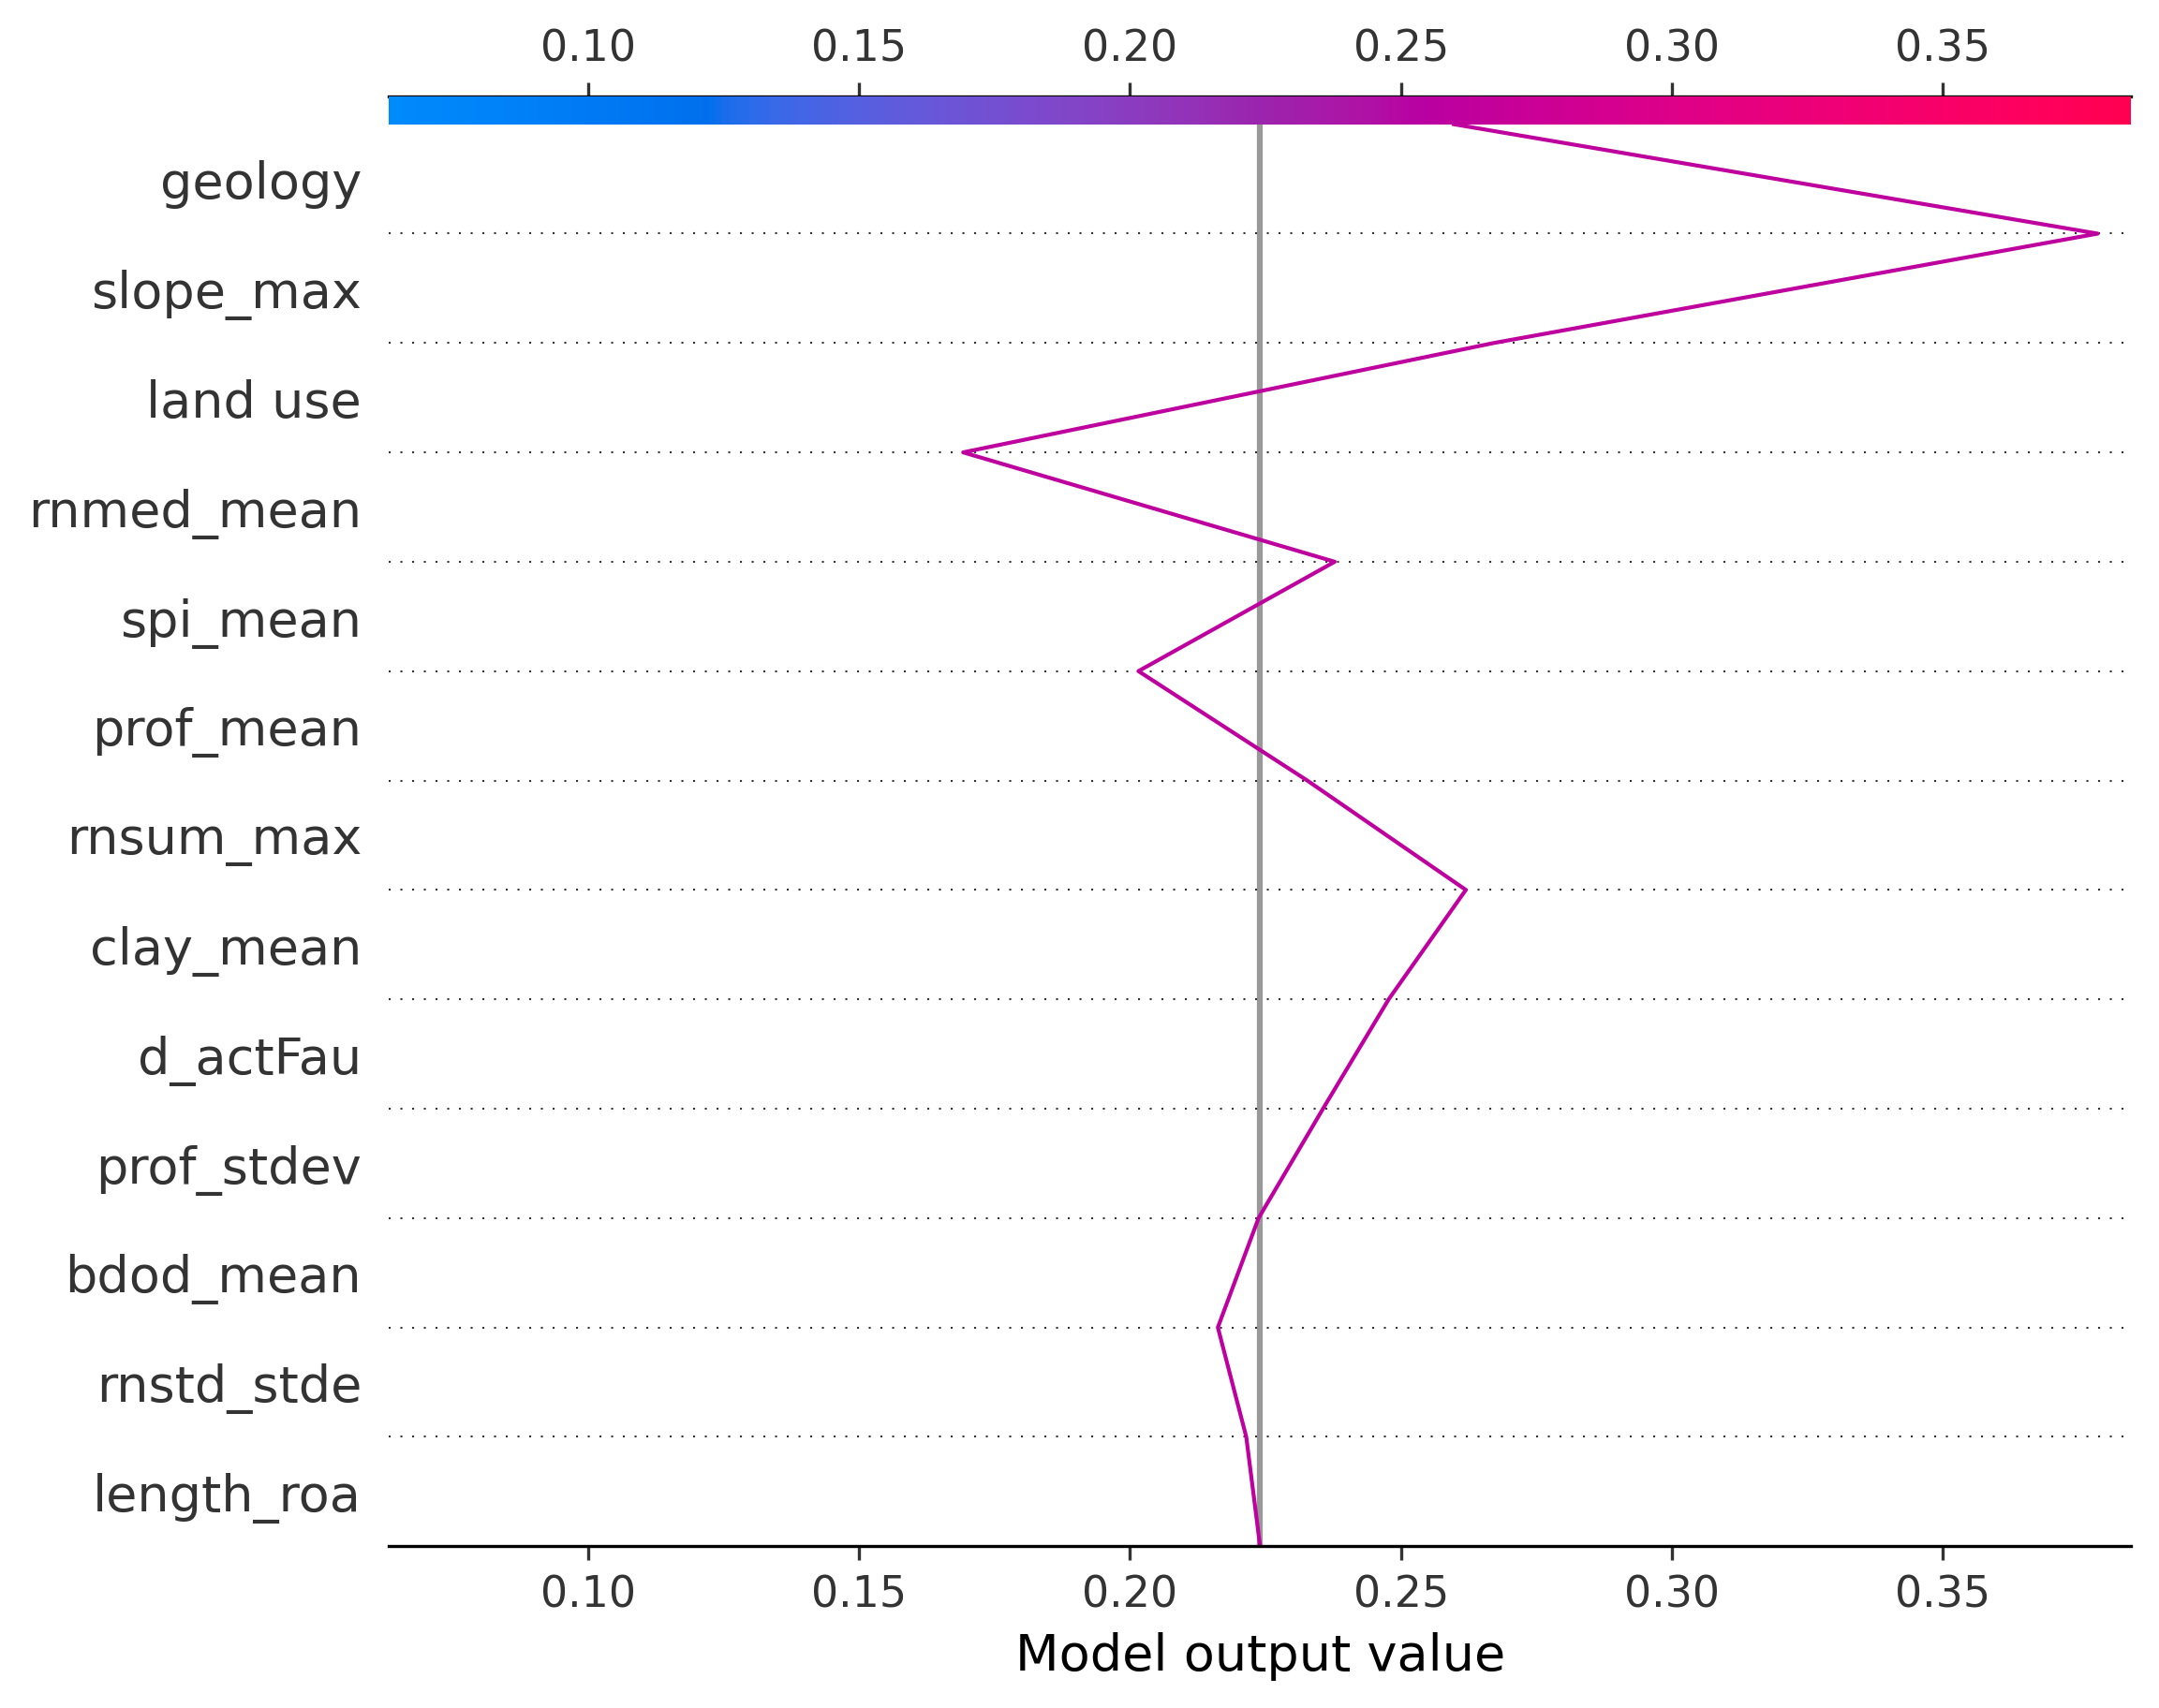 0.10 0.15 0.20 0.25 0.30 0.35
geology
slope_max
land use
rnmed_mean
spi_mean
prof_mean
rnsum_max
clay_mean
d_actFau
prof_stdev
bdod_mean
rnstd_stde
length_roa
0.10 0.15 0.20 0.25 0.30 0.35
Model output value